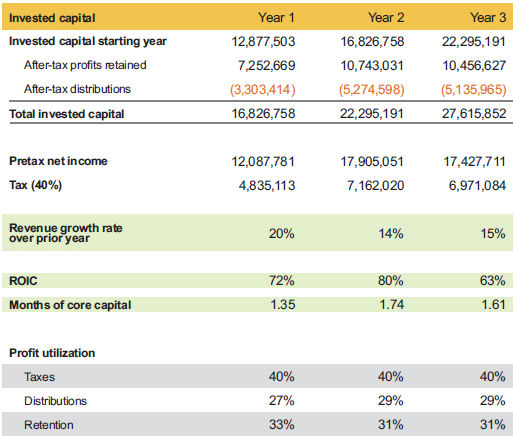 Invested capital Year 1 Year 2 Year 3
Invested capital starting year 12,877,503 16,826,758 22,295,191
After-tax profits retained 7,252,669 10,743,031 10,456,627
After-tax distributions (3,303,414) (5,274,598) (5,135,965)
Total invested capital 16,826,758 22,295,191 27,615,852
Pretax net income 12,087,781 17,905,051 17,427,711
Tax (40%) 4,835,113 7,162,020 6,971,084
Revenue growth rate
over prior year 20% 14% 15%
ROIC 72% 80% 63%
Months of core capital 1.35 1.74 1.61
Profit utilization
Taxes 40% 40% 40%
Distributions 27% 29% 29%
Retention 33% 31% 31%